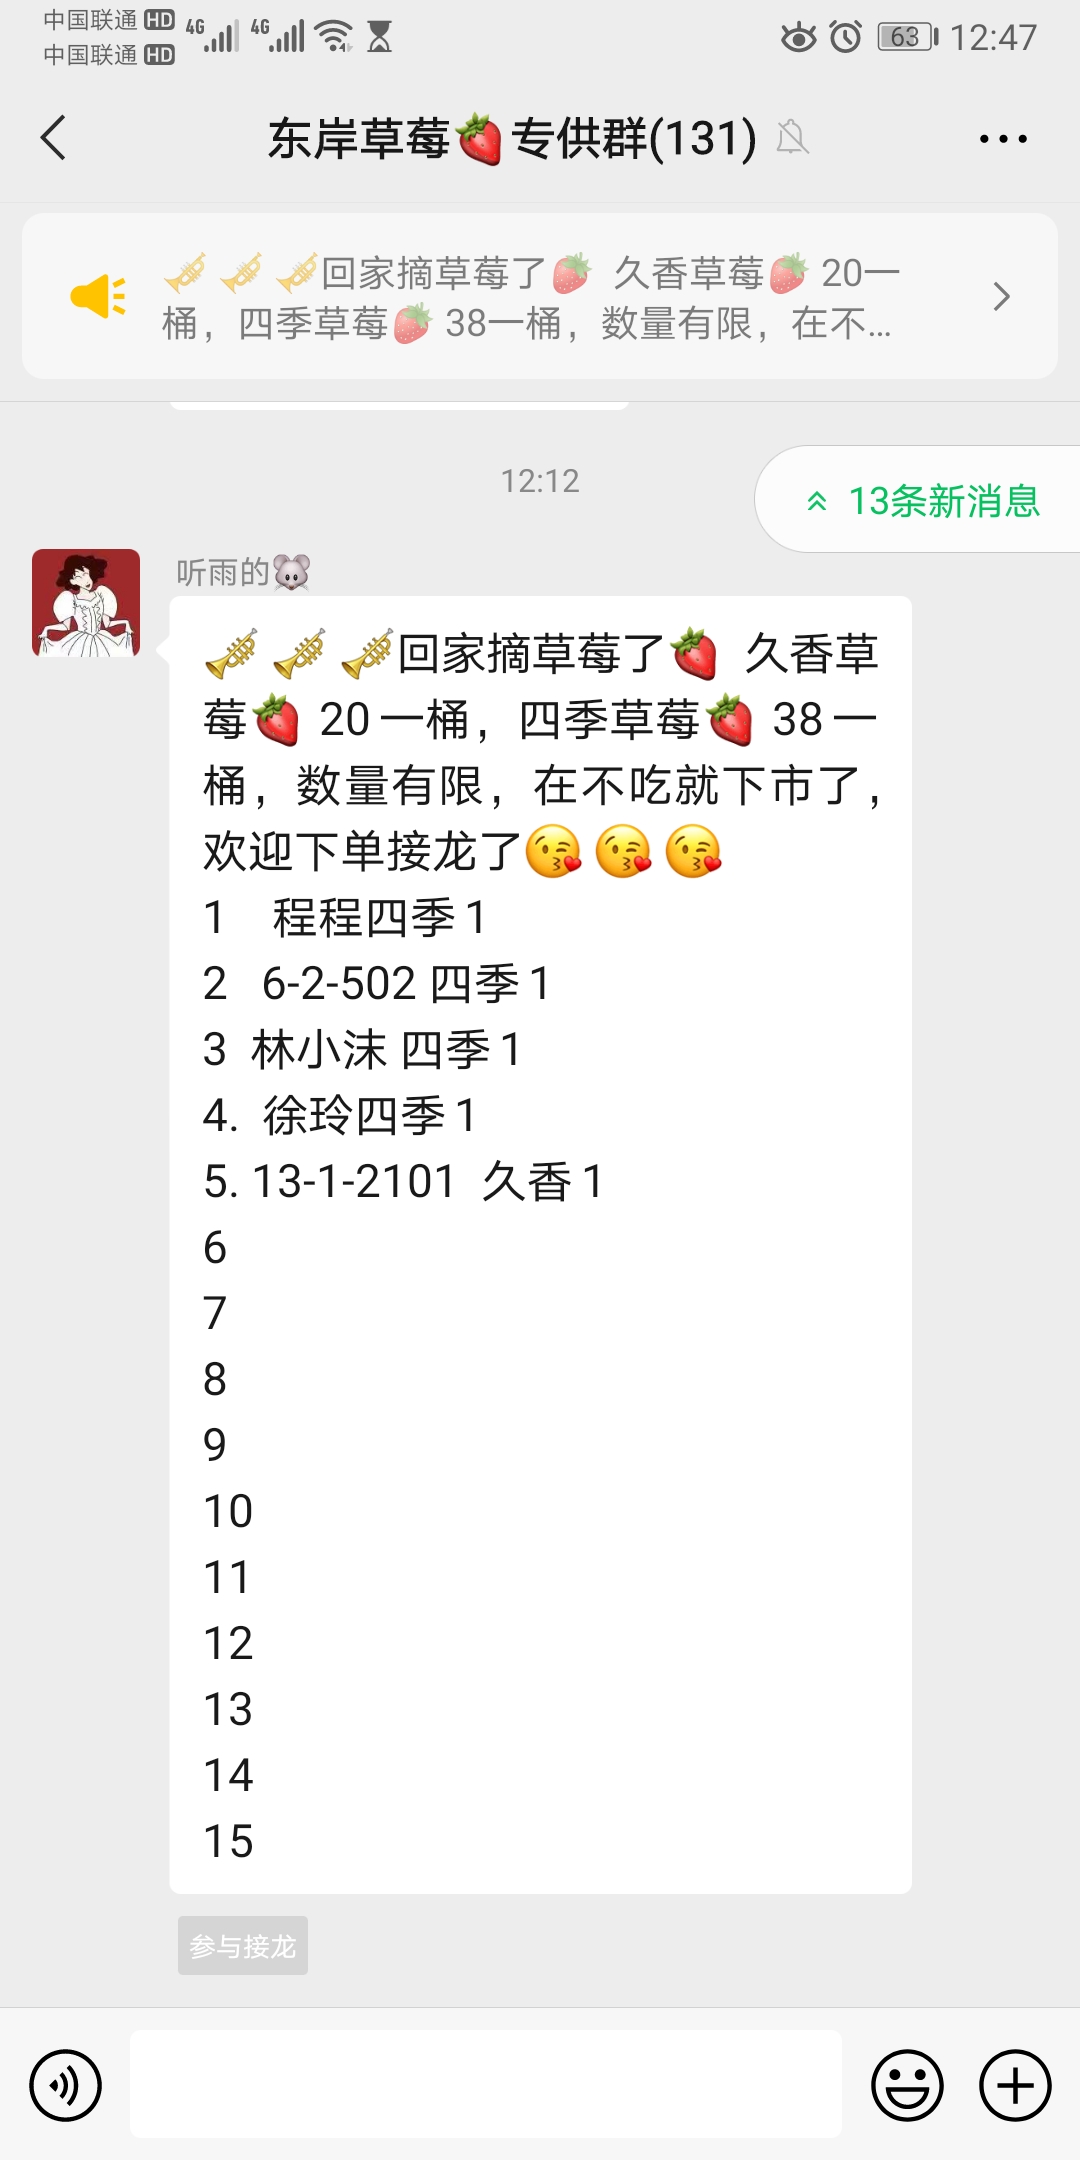 中国联通 HD 4G 4G 63 12:47
中国联通 HD
东岸草莓🍓专供群(131)
🎺🎺🎺回家摘草莓了🍓 久香草莓🍓 20一
桶，四季草莓🍓 38一桶，数量有限，在不...
12:12
13条新消息
听雨的🐭
🎺🎺🎺回家摘草莓了🍓 久香草
莓🍓 20一桶，四季草莓🍓 38一
桶，数量有限，在不吃就下市了，
欢迎下单接龙了😘😘😘
1 程程四季1
2 6-2-502 四季1
3 林小沫 四季1
4. 徐玲四季1
5. 13-1-2101 久香1
6
7
8
9
10
11
12
13
14
15
参与接龙